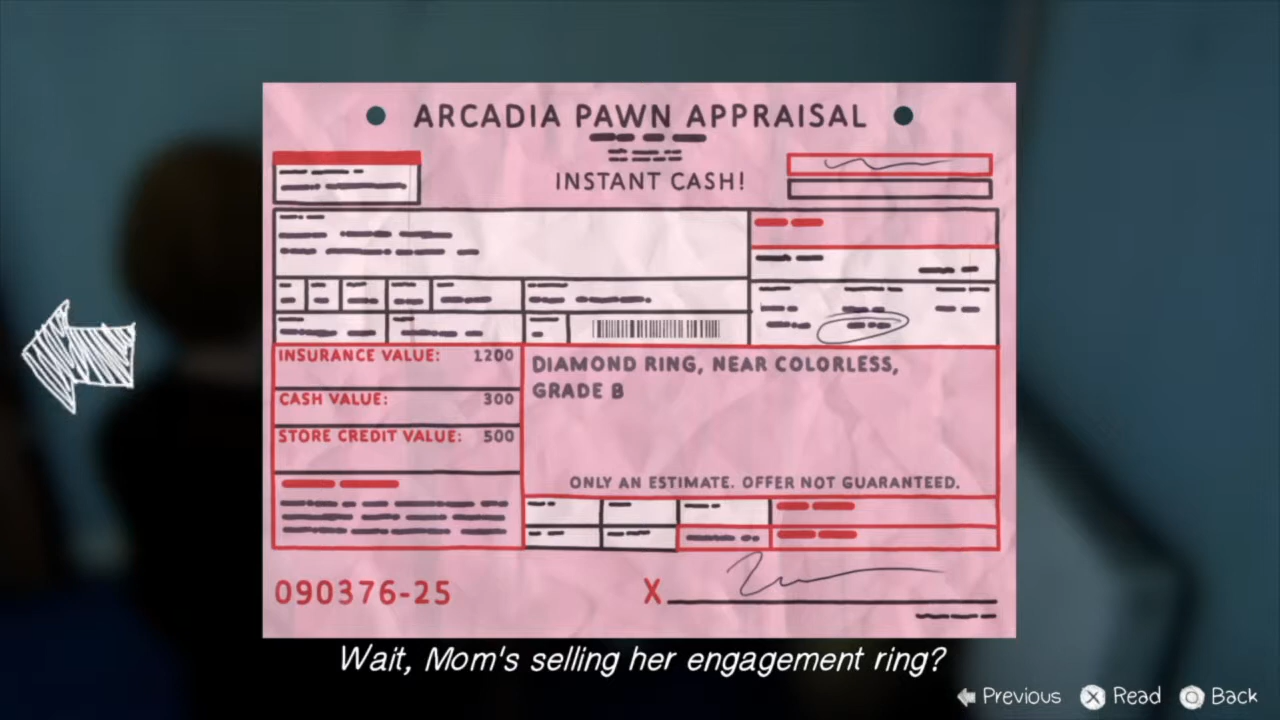 ARCADIA PAWN APPRAISAL
INSTANT CASH!
INSURANCE VALUE: 1200
CASH VALUE: 300
STORE CREDIT VALUE: 500
DIAMOND RING, NEAR COLORLESS,
GRADE B
ONLY AN ESTIMATE. OFFER NOT GUARANTEED.
090376-25
X
Wait, Mom's selling her engagement ring?
Previous
Read
Back